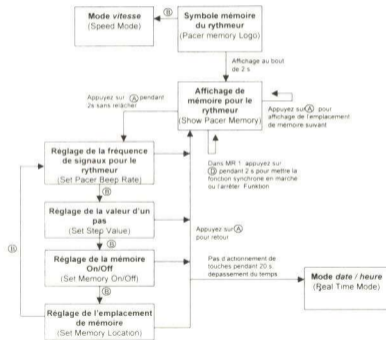 Mode vitesse
(Speed Mode)
B
Symbole mémoire
du rythmeur
(Pacer memory Logo)
Affichage au bout
de 2 s
Appuyez sur A pendant
2s sans relâcher
Affichage de
mémoire pour le
rythmeur
(Show Pacer Memory)
Appuyez sur A pour
affichage de l'emplacement
de mémoire suivant
Réglage de la fréquence
de signaux pour le
rythmeur
(Set Pacer Beep Rate)
Dans MR 1: appuyez sur
B pendant 2 s pour mettre la
fonction synchrone en marche
ou l'arrêter Funktion
B
Réglage de la valeur d'un
pas
(Set Step Value)
B
B
Appuyez sur A
pour retour
Réglage de la mémoire
On/Off
(Set Memory On/Off)
B
Pas d'actionnement de
touches pendant 20 s:
dépassement du temps
Mode date / heure
(Real Time Mode)
Réglage de l'emplacement
de mémoire
(Set Memory Location)